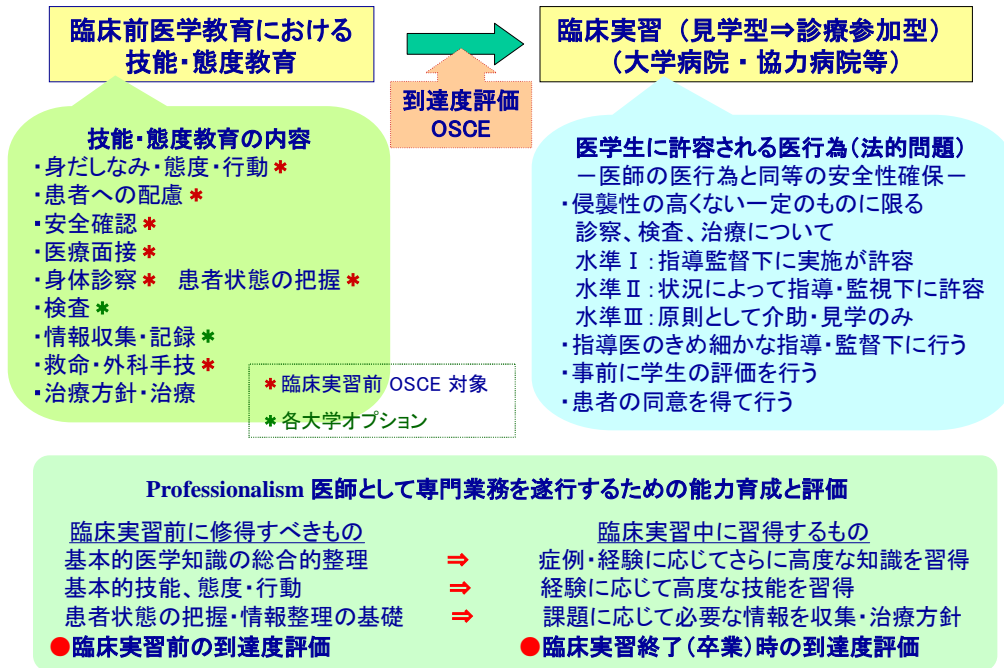 臨床前医学教育における
技能・態度教育
到達度評価
OSCE
臨床実習（見学型⇒診療参加型）
（大学病院・協力病院等）
技能・態度教育の内容
・身だしなみ・態度・行動＊
・患者への配慮＊
・安全確認＊
・医療面接＊
・身体診察＊　患者状態の把握＊
・検査＊
・情報収集・記録＊
・救命・外科手技＊
・治療方針・治療
＊臨床実習前 OSCE 対象
＊各大学オプション
医学生に許容される医行為（法的問題）
－医師の医行為と同等の安全性確保－
・侵襲性の高くない一定のものに限る
診察、検査、治療について
水準Ⅰ：指導監督下に実施が許容
水準Ⅱ：状況によって指導・監視下に許容
水準Ⅲ：原則として介助・見学のみ
・指導医のきめ細かな指導・監督下に行う
・事前に学生の評価を行う
・患者の同意を得て行う
Professionalism 医師として専門業務を遂行するための能力育成と評価
臨床実習前に修得すべきもの　臨床実習中に習得するもの
基本的医学知識の総合的整理　⇒　症例・経験に応じてさらに高度な知識を習得
基本的技能、態度・行動　⇒　経験に応じて高度な技能を習得
患者状態の把握・情報整理の基礎　⇒　課題に応じて必要な情報を収集・治療方針
●臨床実習前の到達度評価　●臨床実習終了（卒業）時の到達度評価